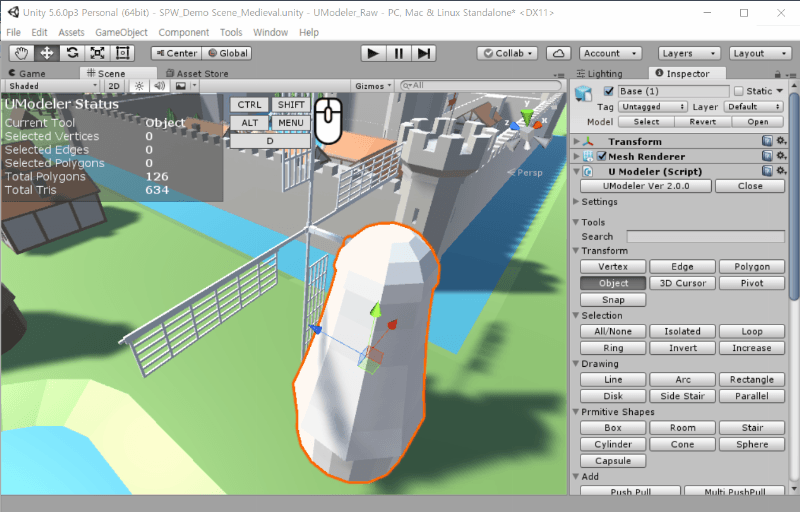 Unity 5.6.0p3 Personal (64bit) - SPW_Demo Scene_Medieval.unity - UModeler_Raw - PC, Mac & Linux Standalone* <DX11>
File Edit Assets GameObject Component Tools Window Help
Center Global Collab Account Layers Layout
Game Scene Asset Store
Shaded 2D Gizmos All
UModeler Status
Current Tool Object
Selected Vertices 0
Selected Edges 0
Selected Polygons 0
Total Polygons 126
Total Tris 634
CTRL SHIFT
ALT MENU
D
y
z x
Persp
Lighting Inspector
Base (1) Static
Tag Untagged Layer Default
Model Select Revert Open
Transform
Mesh Renderer
U Modeler (Script)
UModeler Ver 2.0.0 Close
Settings
Tools
Search
Transform
Vertex Edge Polygon
Object 3D Cursor Pivot
Snap
Selection
All/None Isolated Loop
Ring Invert Increase
Drawing
Line Arc Rectangle
Disk Side Stair Parallel
Prmitive Shapes
Box Room Stair
Cylinder Cone Sphere
Capsule
Add
Push Pull Multi PushPull